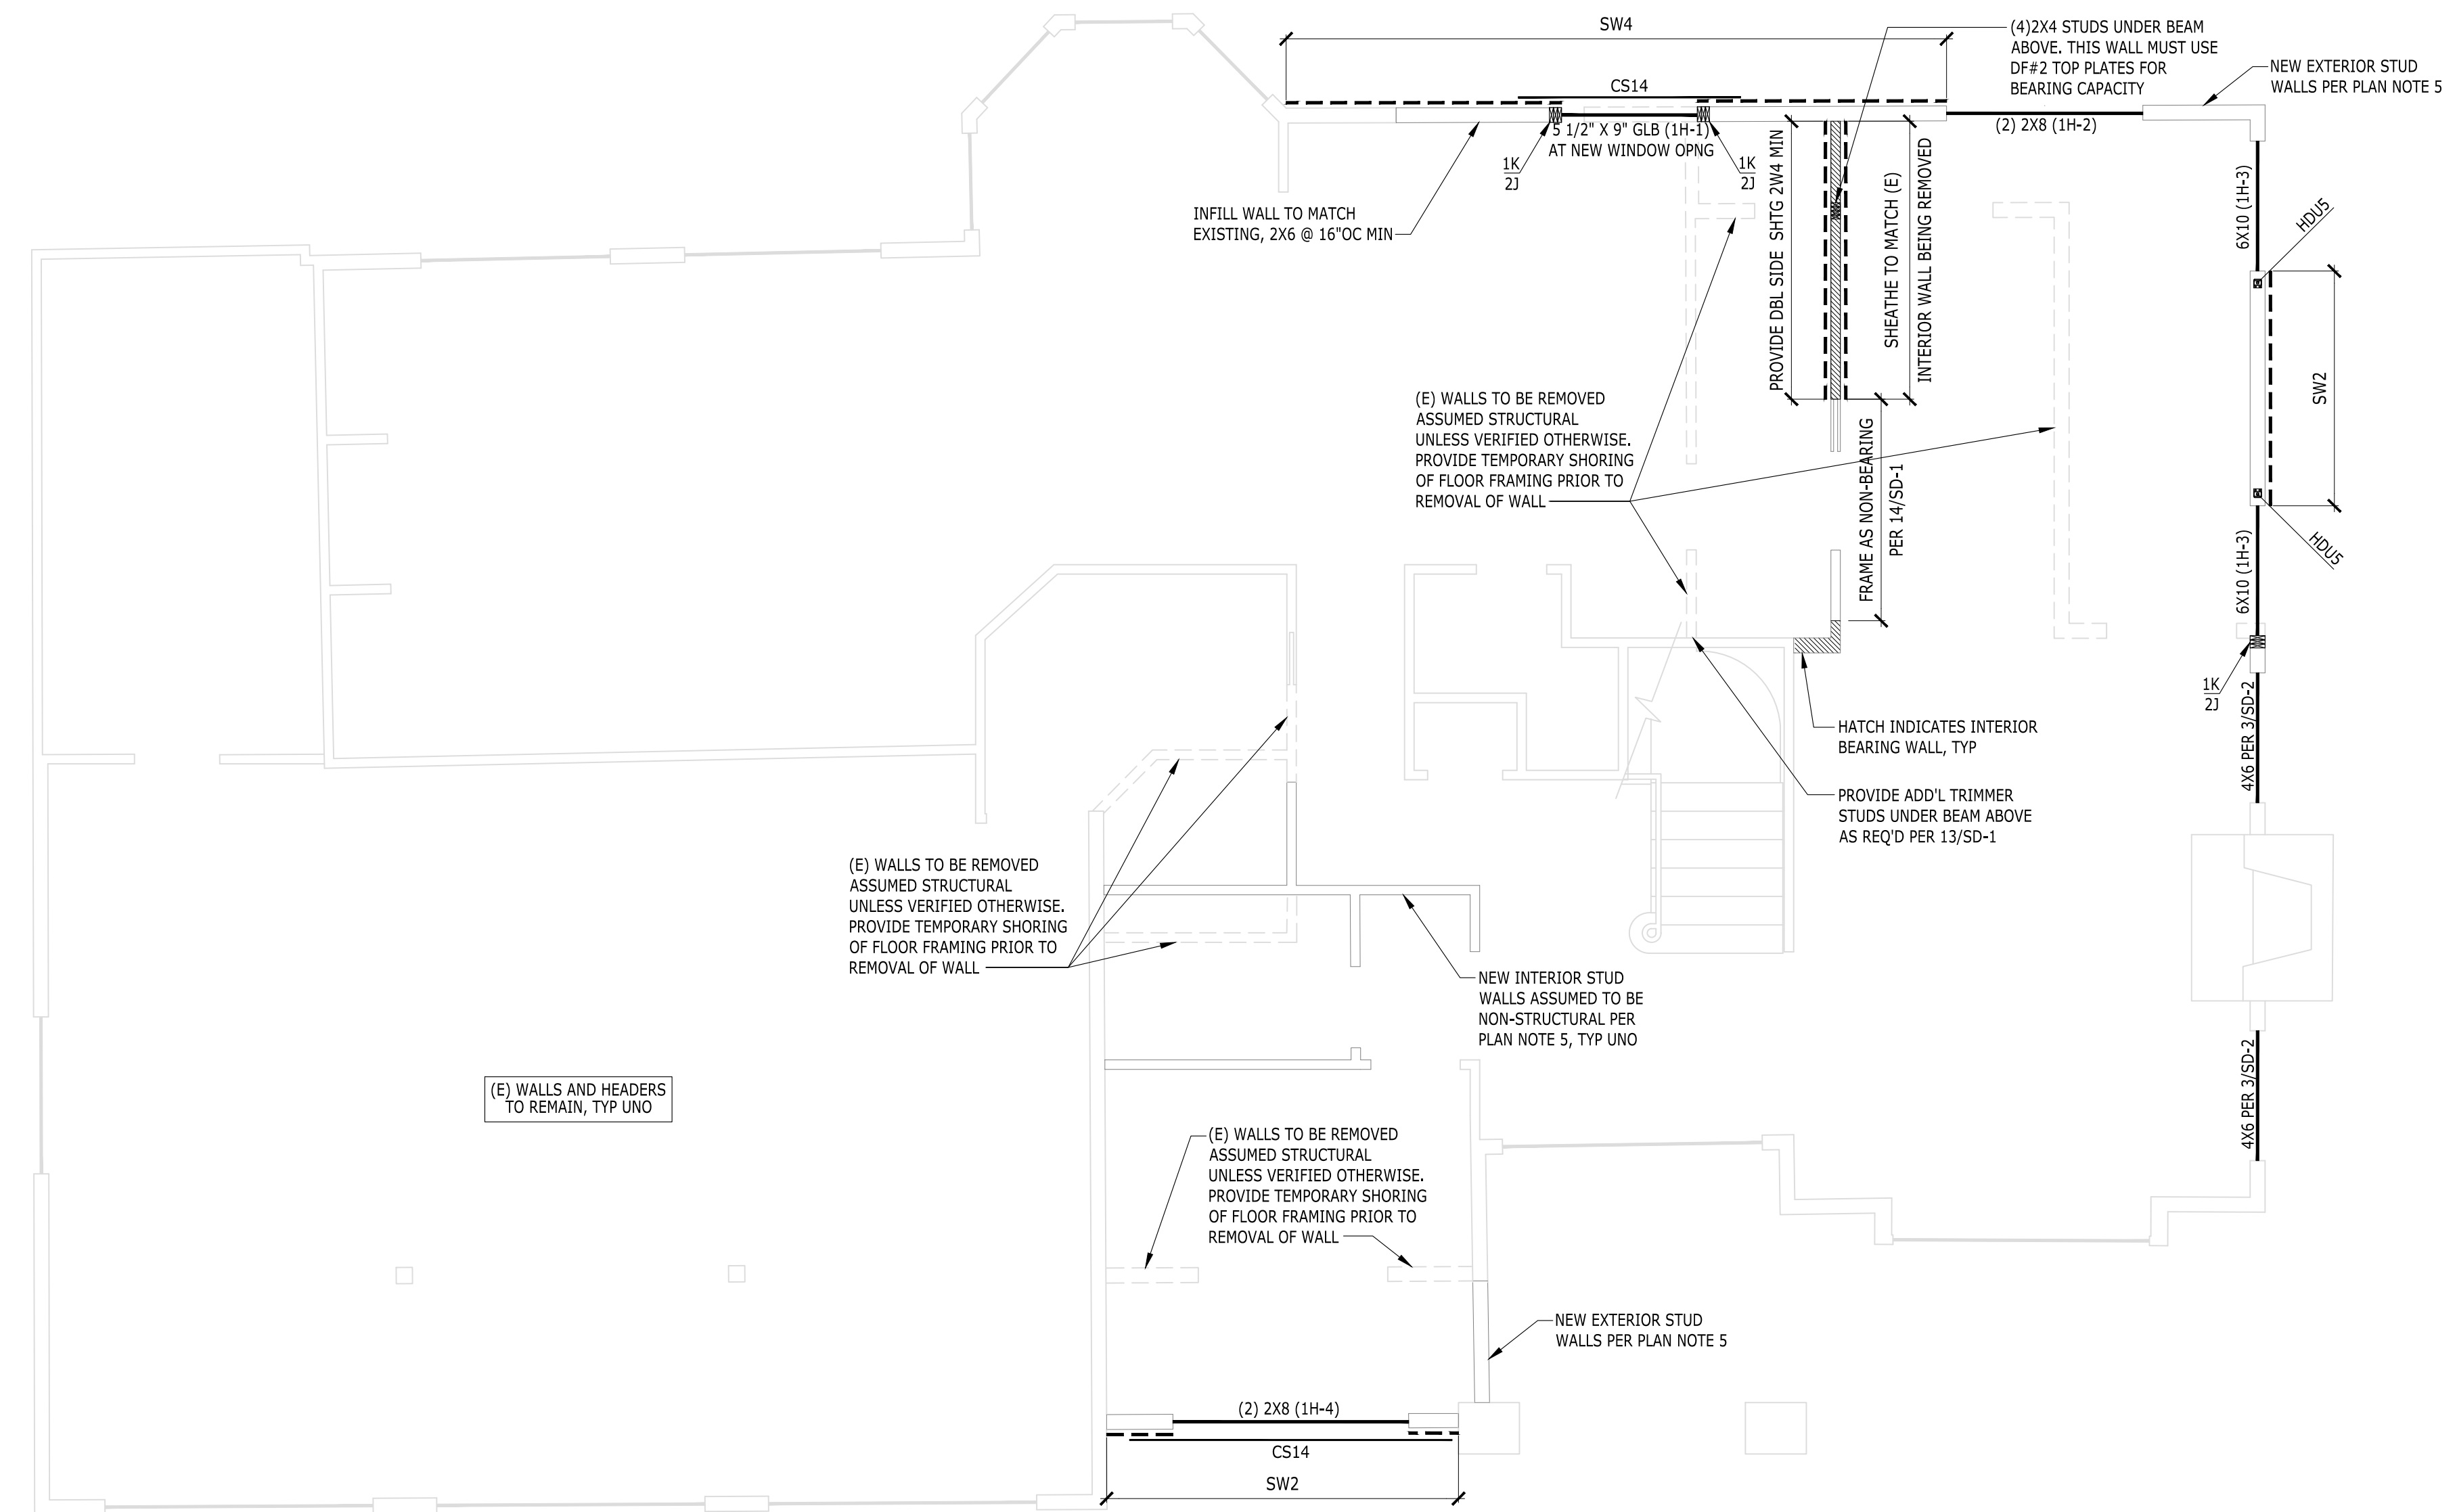 SW4
(4)2X4 STUDS UNDER BEAM
ABOVE. THIS WALL MUST USE
DF#2 TOP PLATES FOR
BEARING CAPACITY
NEW EXTERIOR STUD
WALLS PER PLAN NOTE 5
CS14
5 1/2" X 9" GLB (1H-1)
AT NEW WINDOW OPNG
(2) 2X8 (1H-2)
1K
2J
1K
2J
INFILL WALL TO MATCH
EXISTING, 2X6 @ 16"OC MIN
PROVIDE DBL SIDE SHTG 2W4 MIN
SHEATHE TO MATCH (E)
INTERIOR WALL BEING REMOVED
6X10 (1H-3)
HDU5
SW2
HDU5
6X10 (1H-3)
(E) WALLS TO BE REMOVED
ASSUMED STRUCTURAL
UNLESS VERIFIED OTHERWISE.
PROVIDE TEMPORARY SHORING
OF FLOOR FRAMING PRIOR TO
REMOVAL OF WALL
FRAME AS NON-BEARING
PER 14/SD-1
1K
2J
4X6 PER 3/SD-2
HATCH INDICATES INTERIOR
BEARING WALL, TYP
PROVIDE ADD'L TRIMMER
STUDS UNDER BEAM ABOVE
AS REQ'D PER 13/SD-1
(E) WALLS TO BE REMOVED
ASSUMED STRUCTURAL
UNLESS VERIFIED OTHERWISE.
PROVIDE TEMPORARY SHORING
OF FLOOR FRAMING PRIOR TO
REMOVAL OF WALL
NEW INTERIOR STUD
WALLS ASSUMED TO BE
NON-STRUCTURAL PER
PLAN NOTE 5, TYP UNO
4X6 PER 3/SD-2
(E) WALLS AND HEADERS
TO REMAIN, TYP UNO
(E) WALLS TO BE REMOVED
ASSUMED STRUCTURAL
UNLESS VERIFIED OTHERWISE.
PROVIDE TEMPORARY SHORING
OF FLOOR FRAMING PRIOR TO
REMOVAL OF WALL
NEW EXTERIOR STUD
WALLS PER PLAN NOTE 5
(2) 2X8 (1H-4)
CS14
SW2